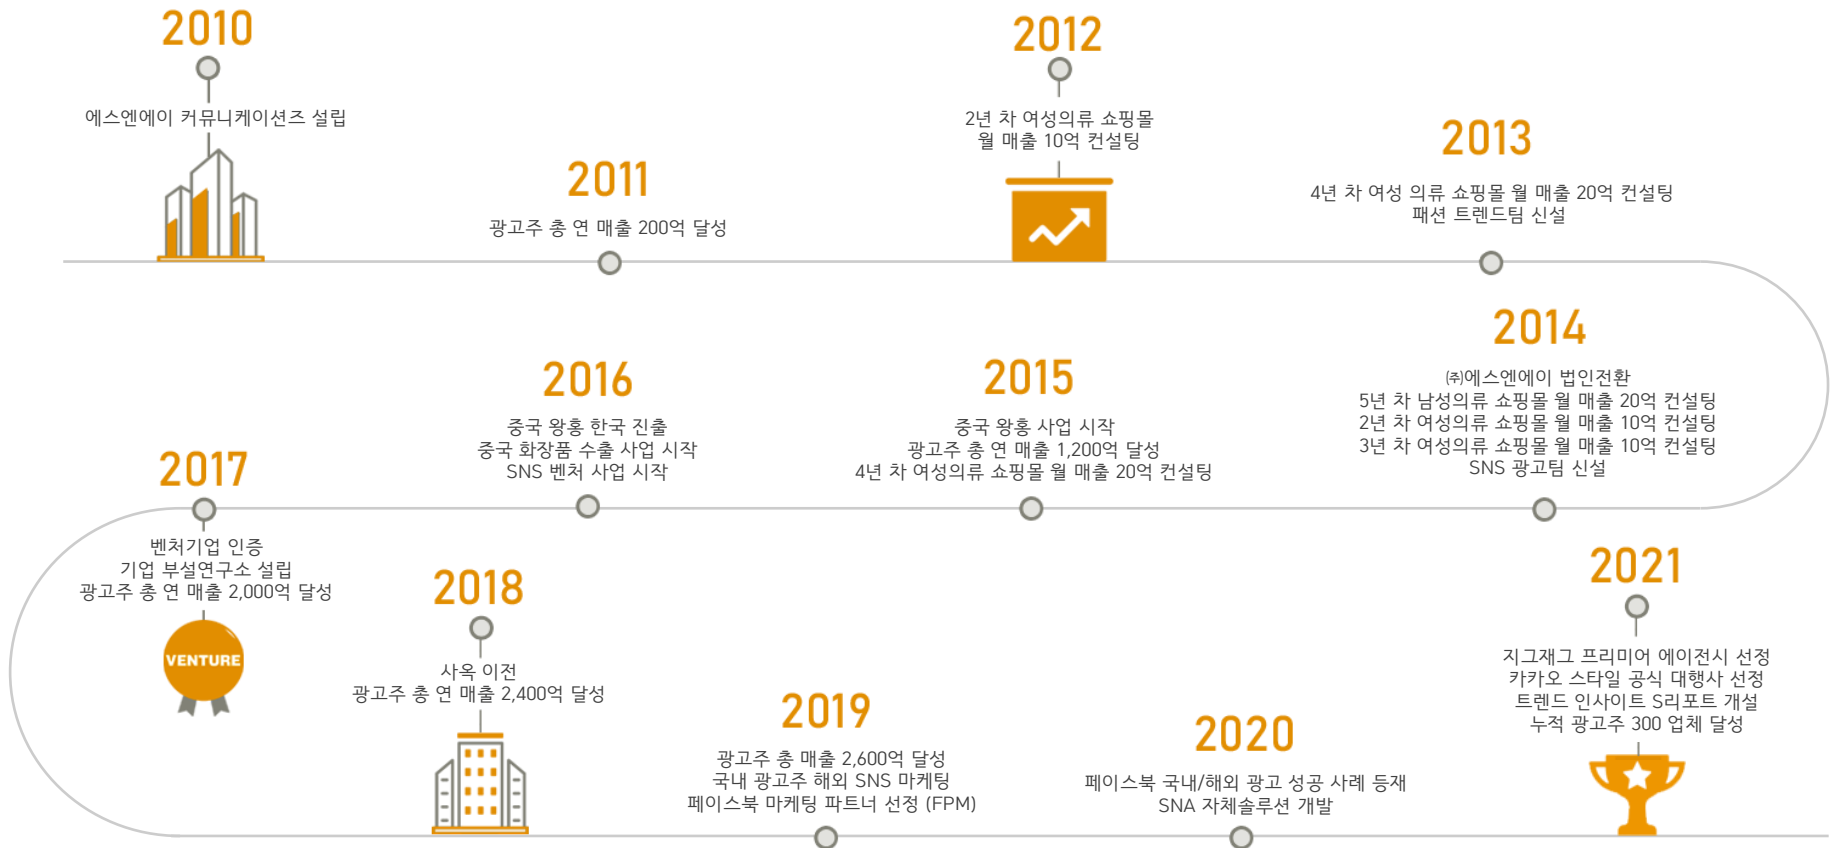 2010
에스엔에이 커뮤니케이션즈 설립
2011
광고주 총 연 매출 200억 달성
2012
2년 차 여성의류 쇼핑몰
월 매출 10억 컨설팅
2013
4년 차 여성 의류 쇼핑몰 월 매출 20억 컨설팅
패션 트렌드팀 신설
2014
㈜에스엔에이 법인전환
5년 차 남성의류 쇼핑몰 월 매출 20억 컨설팅
2년 차 여성의류 쇼핑몰 월 매출 10억 컨설팅
3년 차 여성의류 쇼핑몰 월 매출 10억 컨설팅
SNS 광고팀 신설
2015
중국 왕홍 사업 시작
광고주 총 연 매출 1,200억 달성
4년 차 여성의류 쇼핑몰 월 매출 20억 컨설팅
2016
중국 왕홍 한국 진출
중국 화장품 수출 사업 시작
SNS 벤처 사업 시작
2017
벤처기업 인증
기업 부설연구소 설립
광고주 총 연 매출 2,000억 달성
VENTURE
2018
사옥 이전
광고주 총 연 매출 2,400억 달성
2019
광고주 총 매출 2,600억 달성
국내 광고주 해외 SNS 마케팅
페이스북 마케팅 파트너 선정 (FPM)
2020
페이스북 국내/해외 광고 성공 사례 등재
SNA 자체솔루션 개발
2021
지그재그 프리미어 에이전시 선정
카카오 스타일 공식 대행사 선정
트렌드 인사이트 S리포트 개설
누적 광고주 300 업체 달성